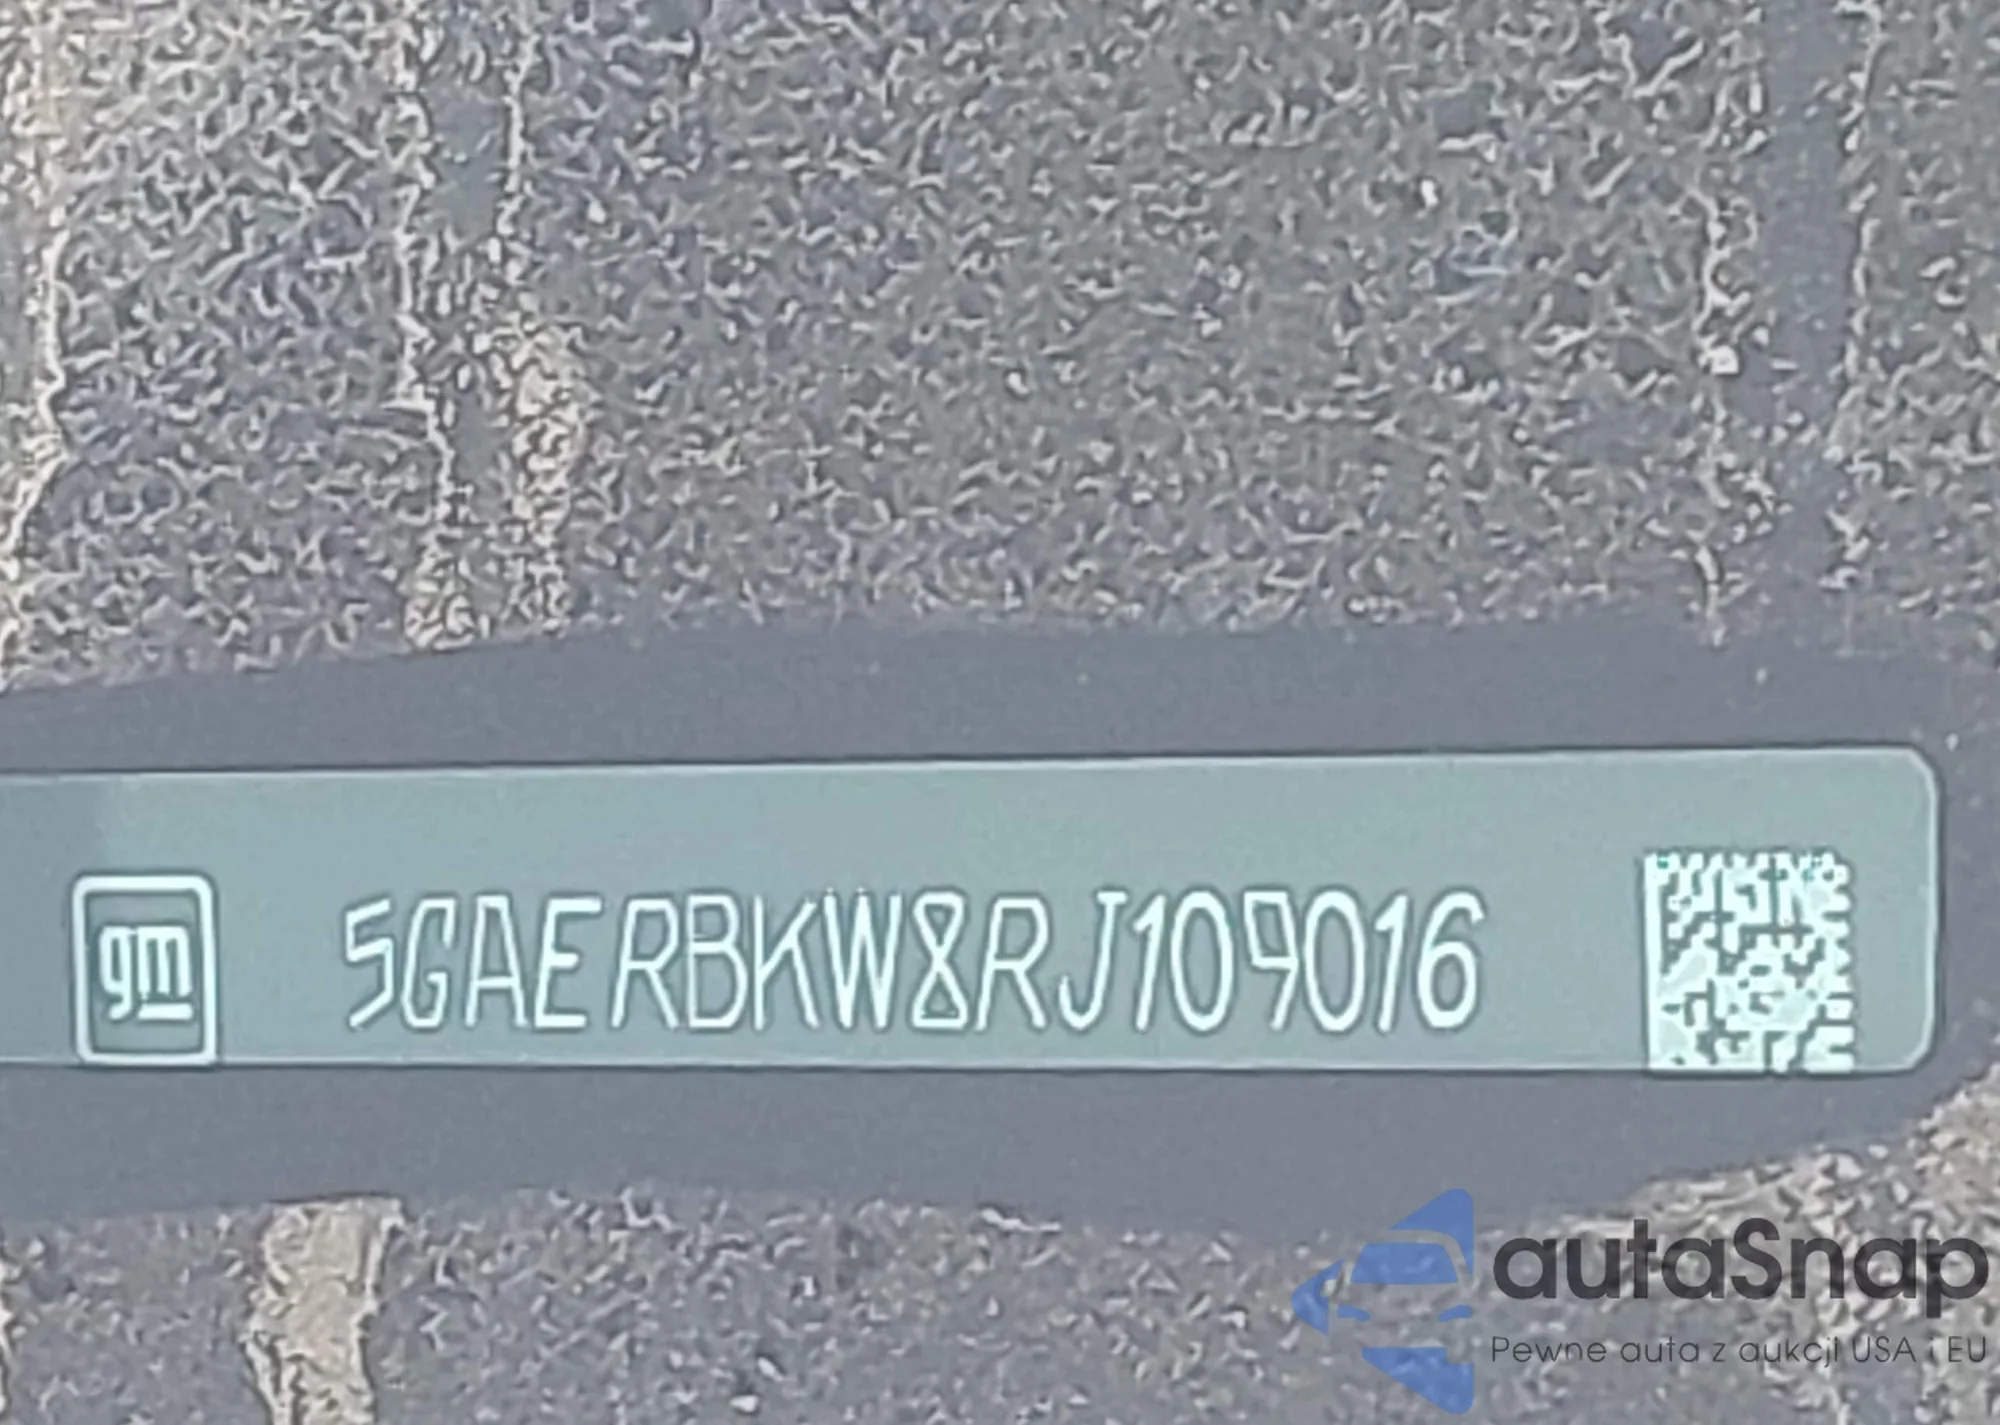 gm 5GAERBKW8RJ109016
autaSnap
Pewne auta z aukcji USA i EU